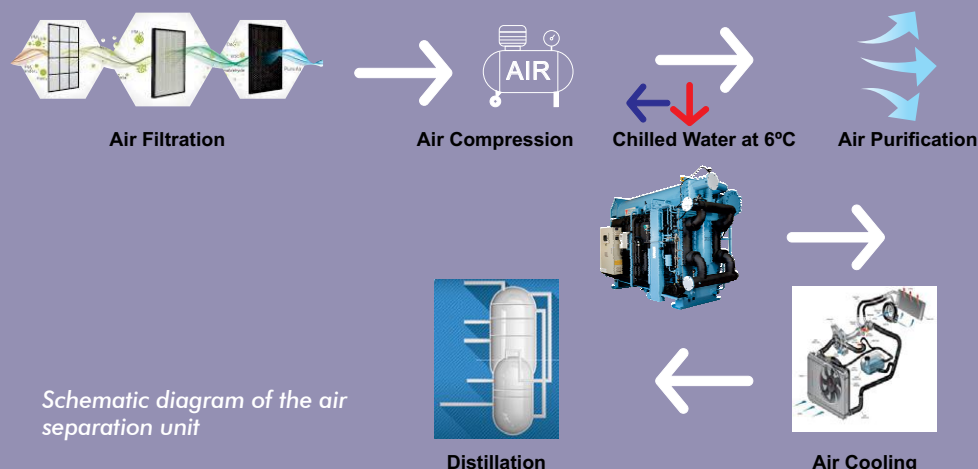 AIR
Air Filtration
Air Compression
Chilled Water at 6ºC
Air Purification
Schematic diagram of the air
separation unit
Distillation
Air Cooling